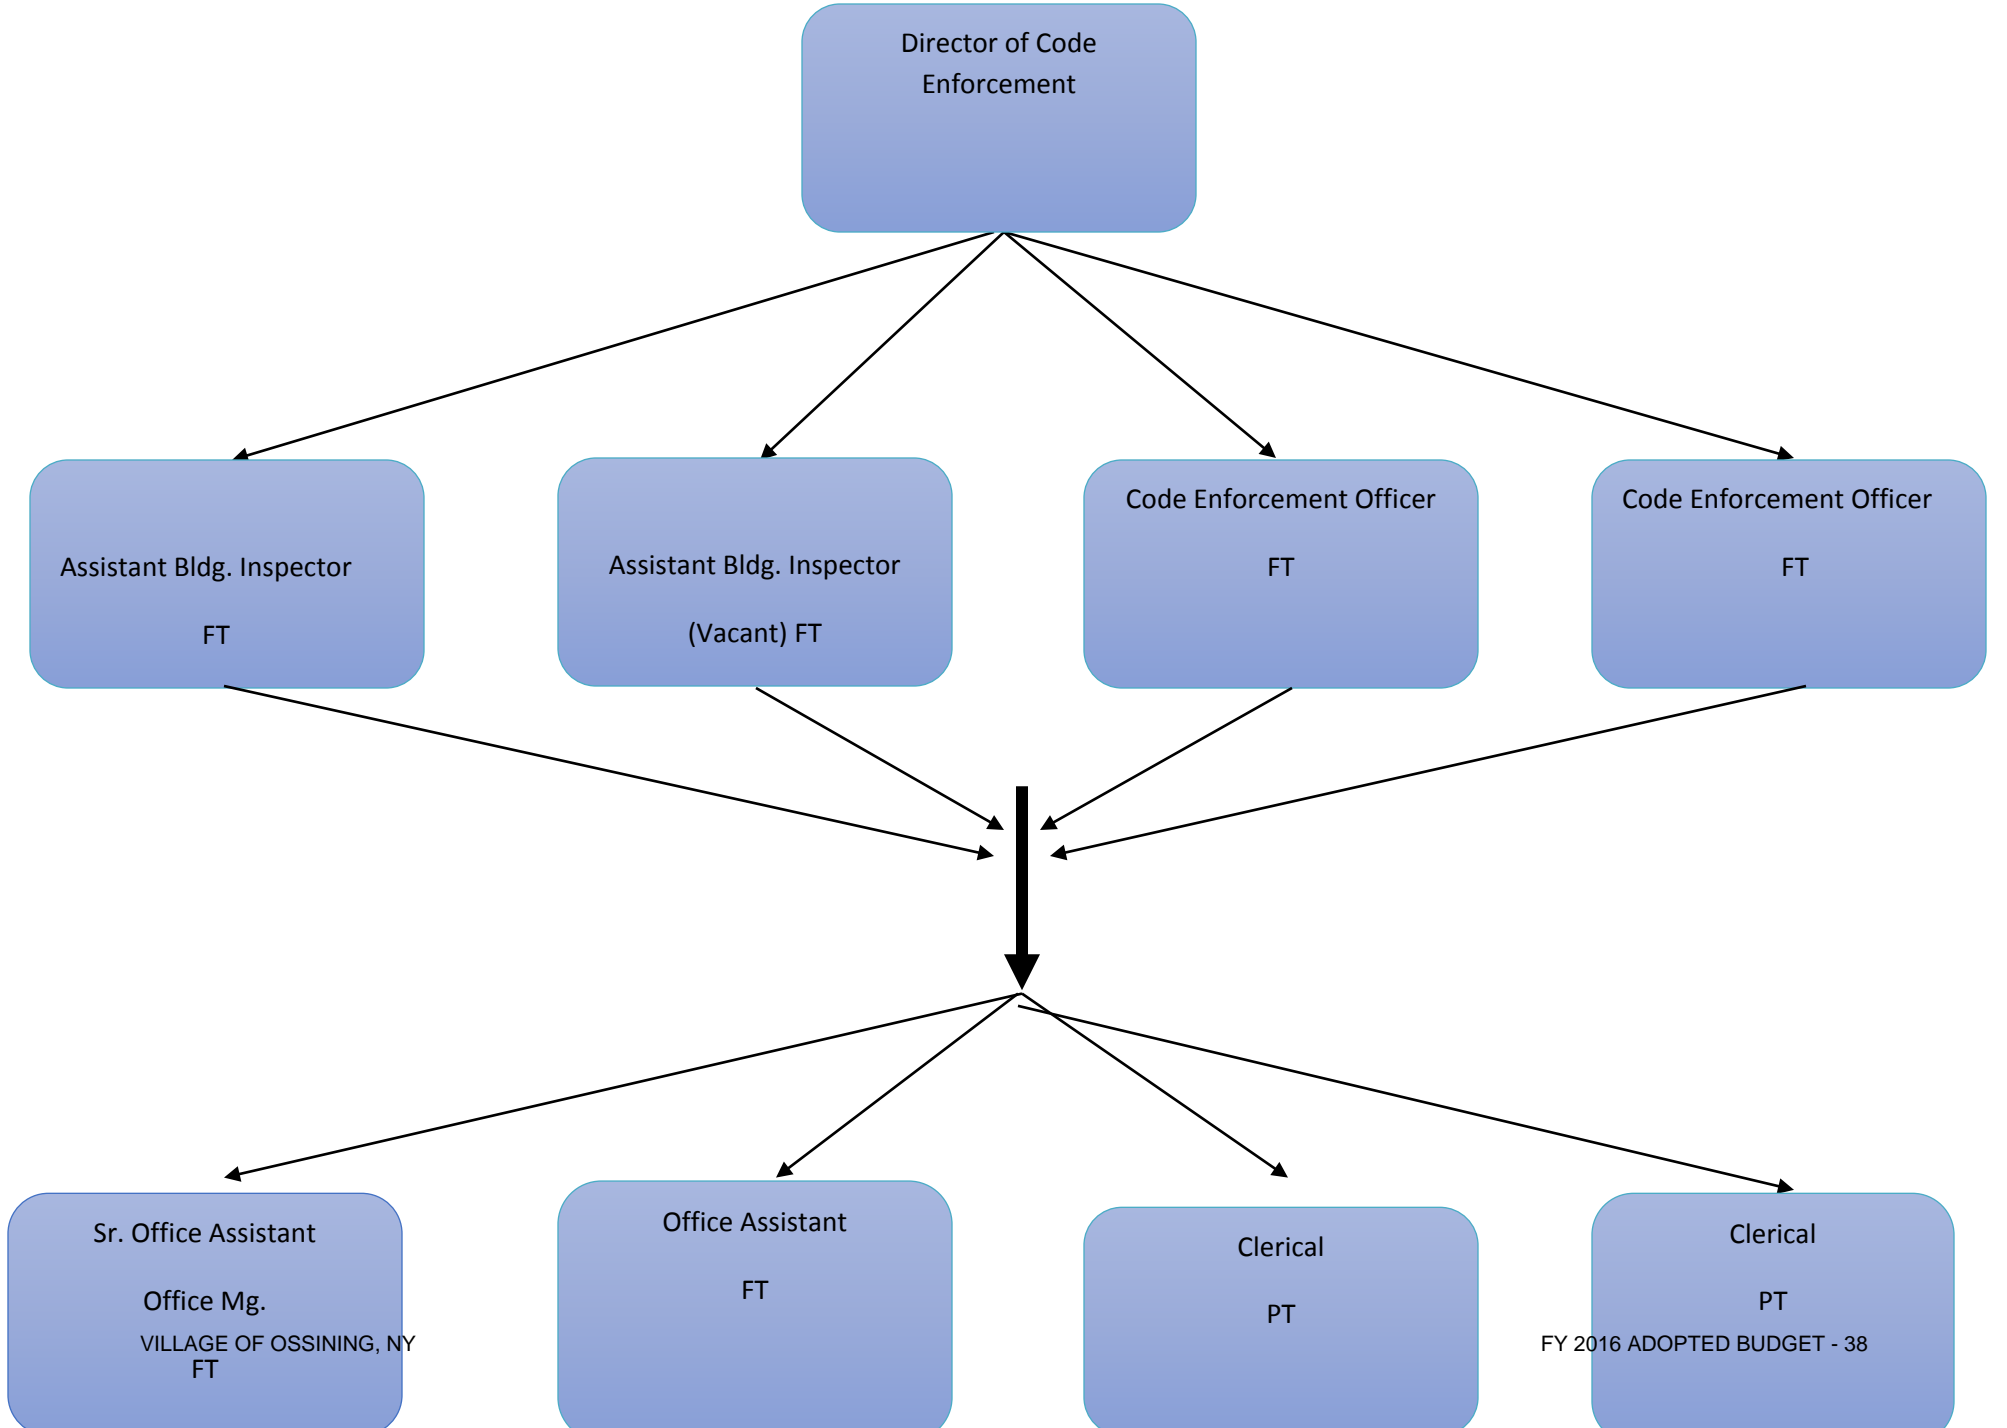 Director of Code
Enforcement
Assistant Bldg. Inspector
FT
Assistant Bldg. Inspector
(Vacant) FT
Code Enforcement Officer
FT
Code Enforcement Officer
FT
Sr. Office Assistant
Office Mg.
FT
Office Assistant
FT
Clerical
PT
Clerical
PT
VILLAGE OF OSSINING, NY
FY 2016 ADOPTED BUDGET - 38